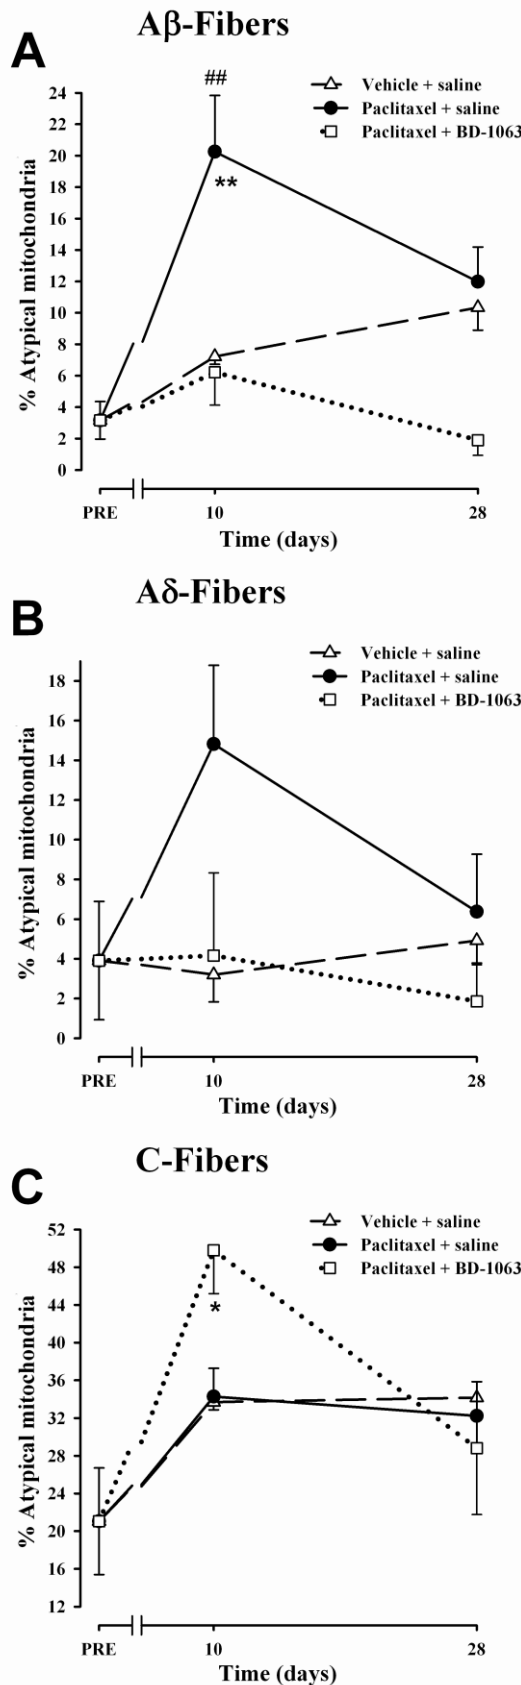 Aβ-Fibers
A
##
Vehicle + saline
Paclitaxel + saline
Paclitaxel + BD-1063
24
22
20
18
16
14
12
10
8
6
4
2
0
**
% Atypical mitochondria
PRE
10
28
Time (days)
Aδ-Fibers
B
Vehicle + saline
Paclitaxel + saline
Paclitaxel + BD-1063
18
16
14
12
10
8
6
4
2
0
% Atypical mitochondria
PRE
10
28
Time (days)
C-Fibers
C
Vehicle + saline
Paclitaxel + saline
Paclitaxel + BD-1063
52
48
44
40
36
32
28
24
20
16
12
*
% Atypical mitochondria
PRE
10
28
Time (days)